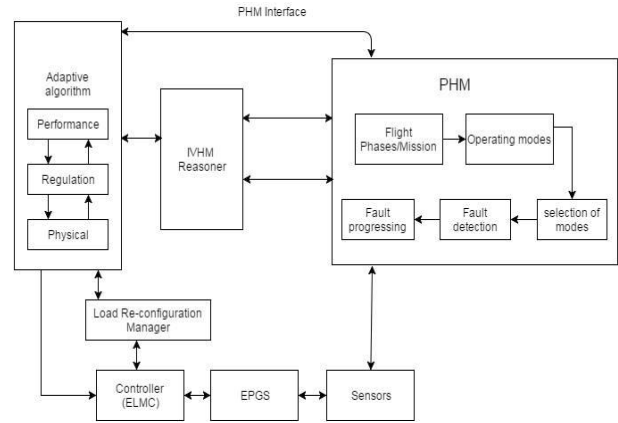 PHM Interface
Adaptive
algorithm
Performance
Regulation
Physical
IVHM
Reasoner
PHM
Flight
Phases/Mission
Operating modes
selection of
modes
Fault
detection
Fault
progressing
Load Re-configuration
Manager
Controller
(ELMC)
EPGS
Sensors